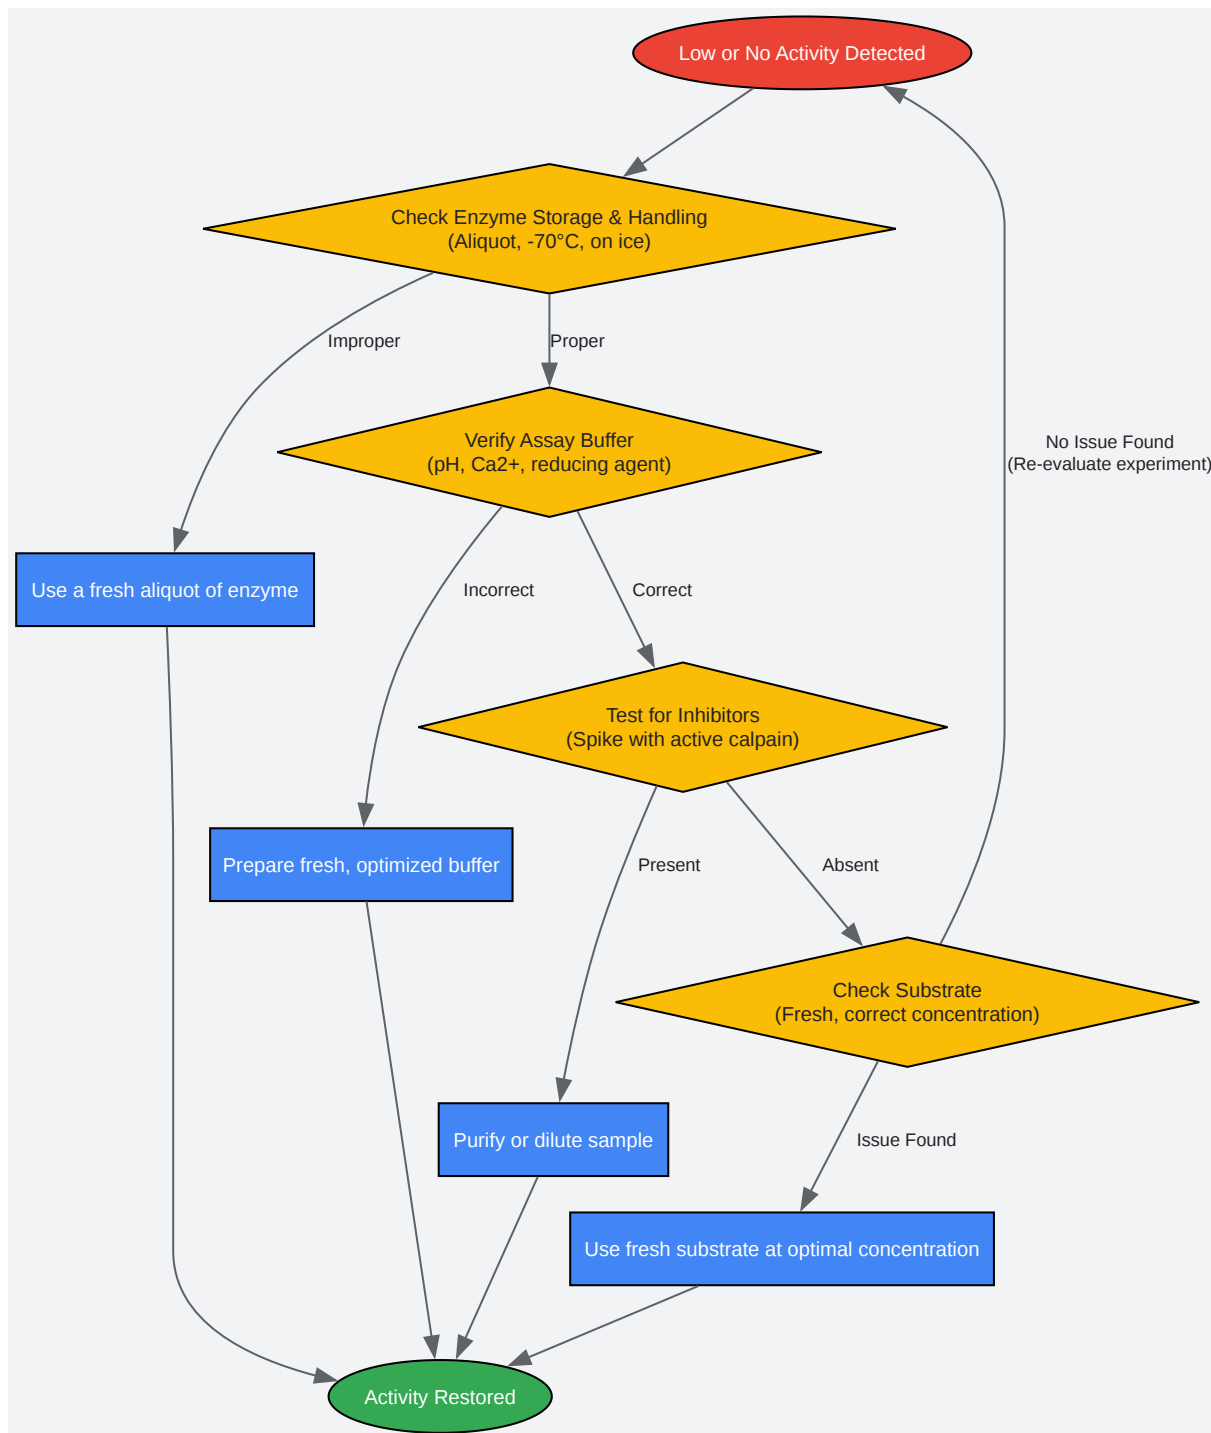 Low or No Activity Detected
Check Enzyme Storage & Handling
(Aliquot, -70°C, on ice)
Improper
Proper
Verify Assay Buffer
(pH, Ca2+, reducing agent)
No Issue Found
(Re-evaluate experiment)
Use a fresh aliquot of enzyme
Incorrect
Correct
Test for Inhibitors
(Spike with active calpain)
Prepare fresh, optimized buffer
Present
Absent
Check Substrate
(Fresh, correct concentration)
Purify or dilute sample
Issue Found
Use fresh substrate at optimal concentration
Activity Restored